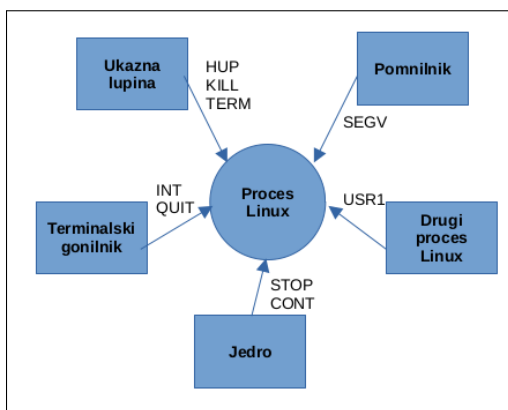 Ukazna
lupina
HUP
KILL
TERM
Pomnilnik
SEGV
Proces
Linux
INT
QUIT
Terminalski
gonilnik
USR1
Drugi
proces
Linux
STOP
CONT
Jedro